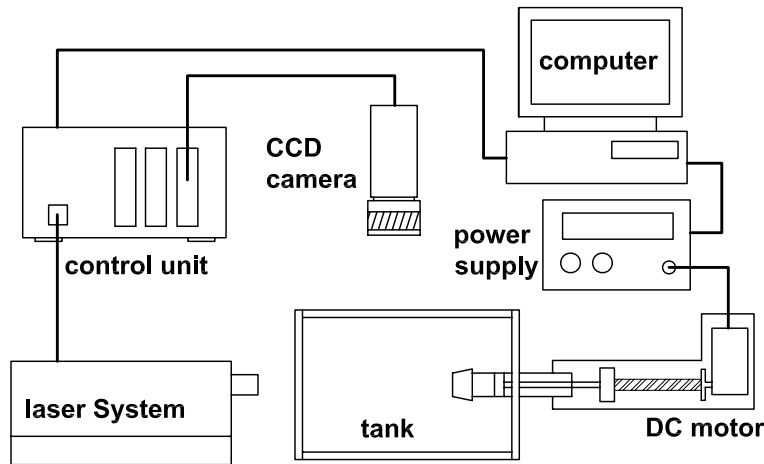 computer
CCD
camera
power
supply
control unit
laser System
tank
DC motor